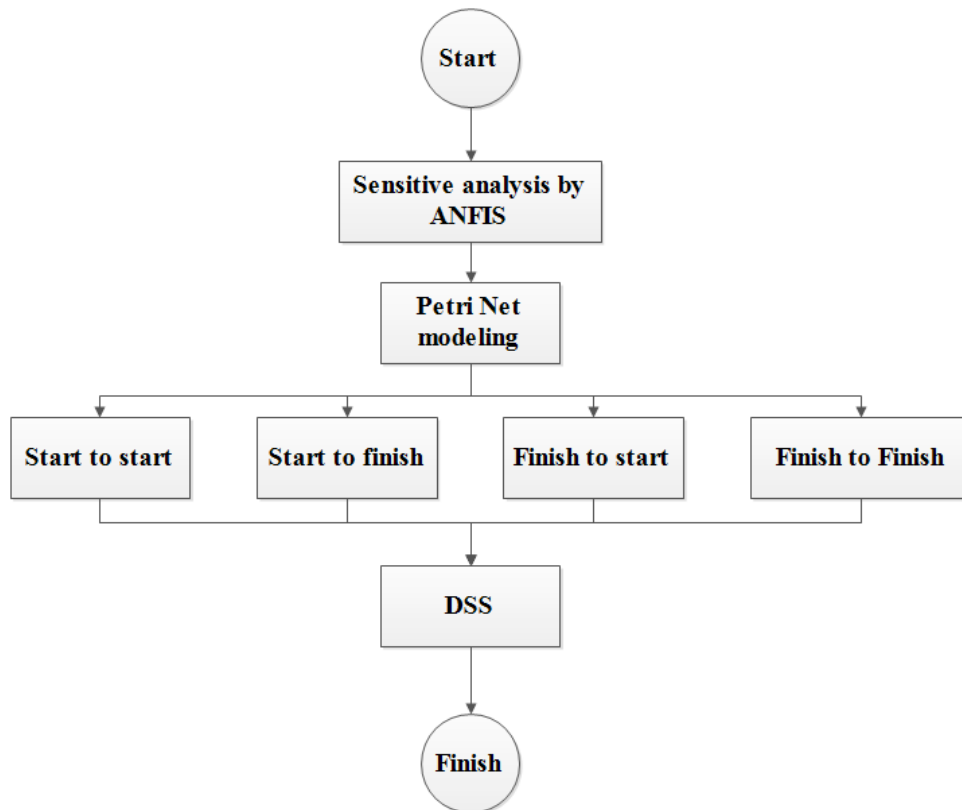 Start
Sensitive analysis by
ANFIS
Petri Net
modeling
Start to start
Start to finish
Finish to start
Finish to Finish
DSS
Finish